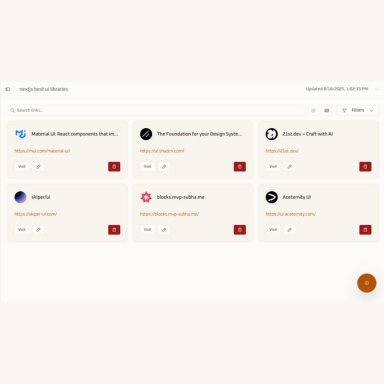 nextjs best ui libraries
Updated 8/16/2025, 1:02:33 PM
Search links...
Filters
Material UI: React components that im...
https://mui.com/material-ui/
Visit
The Foundation for your Design Syste...
https://ui.shadcn.com/
Visit
21st.dev – Craft with AI
https://21st.dev/
Visit
skiperui
https://skiper-ui.com/
Visit
blocks.mvp-subha.me
https://blocks.mvp-subha.me/
Visit
Aceternity UI
https://ui.aceternity.com/
Visit